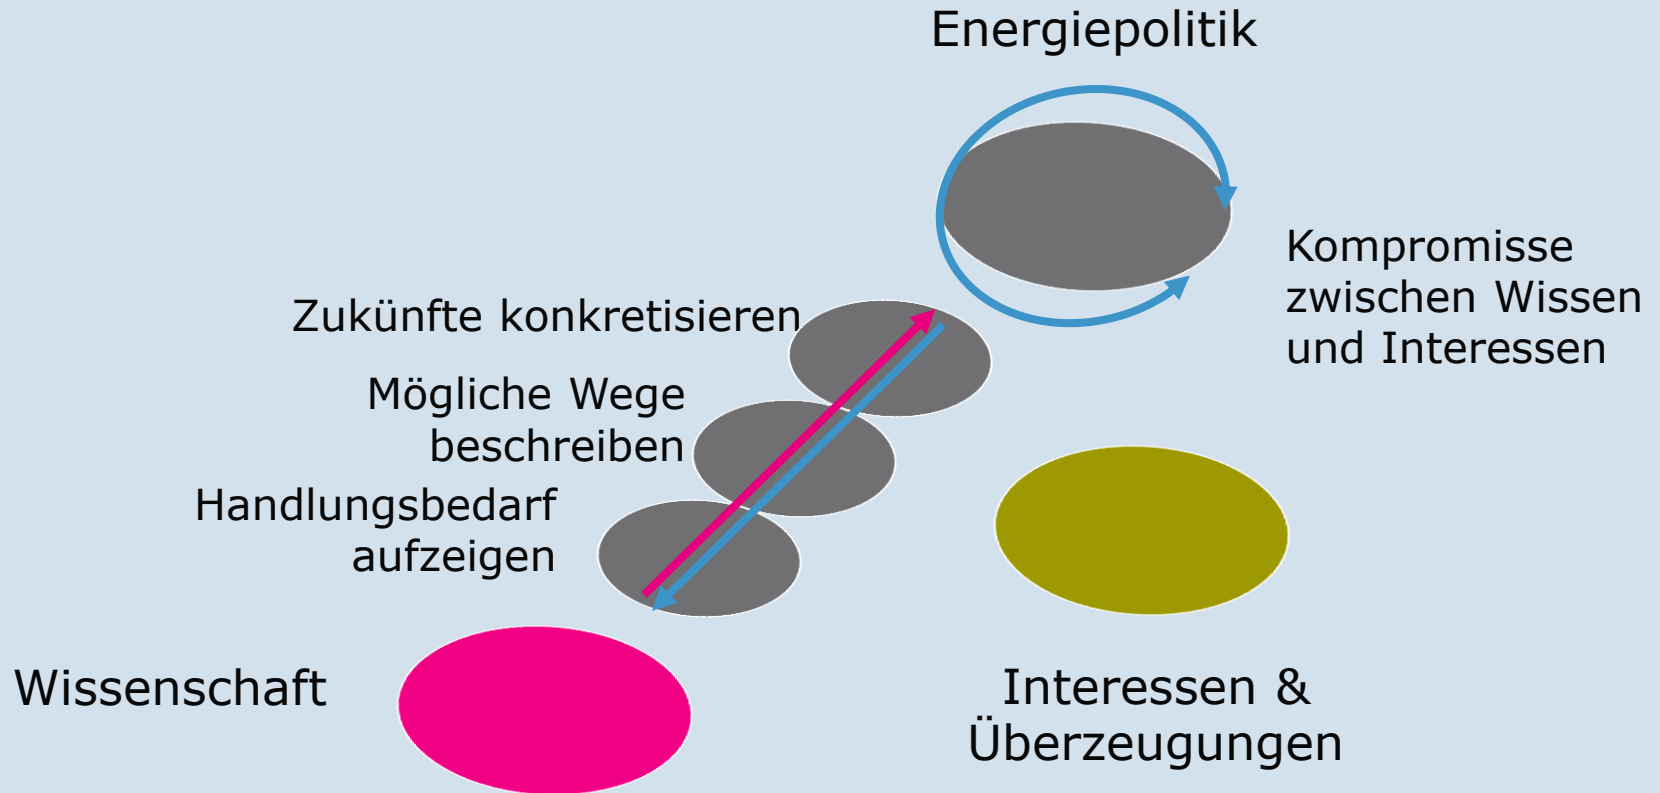 Energiepolitik
Kompromisse
zwischen Wissen
und Interessen
Zukünfte konkretisieren
Mögliche Wege
beschreiben
Handlungsbedarf
aufzeigen
Wissenschaft
Interessen &
Überzeugungen